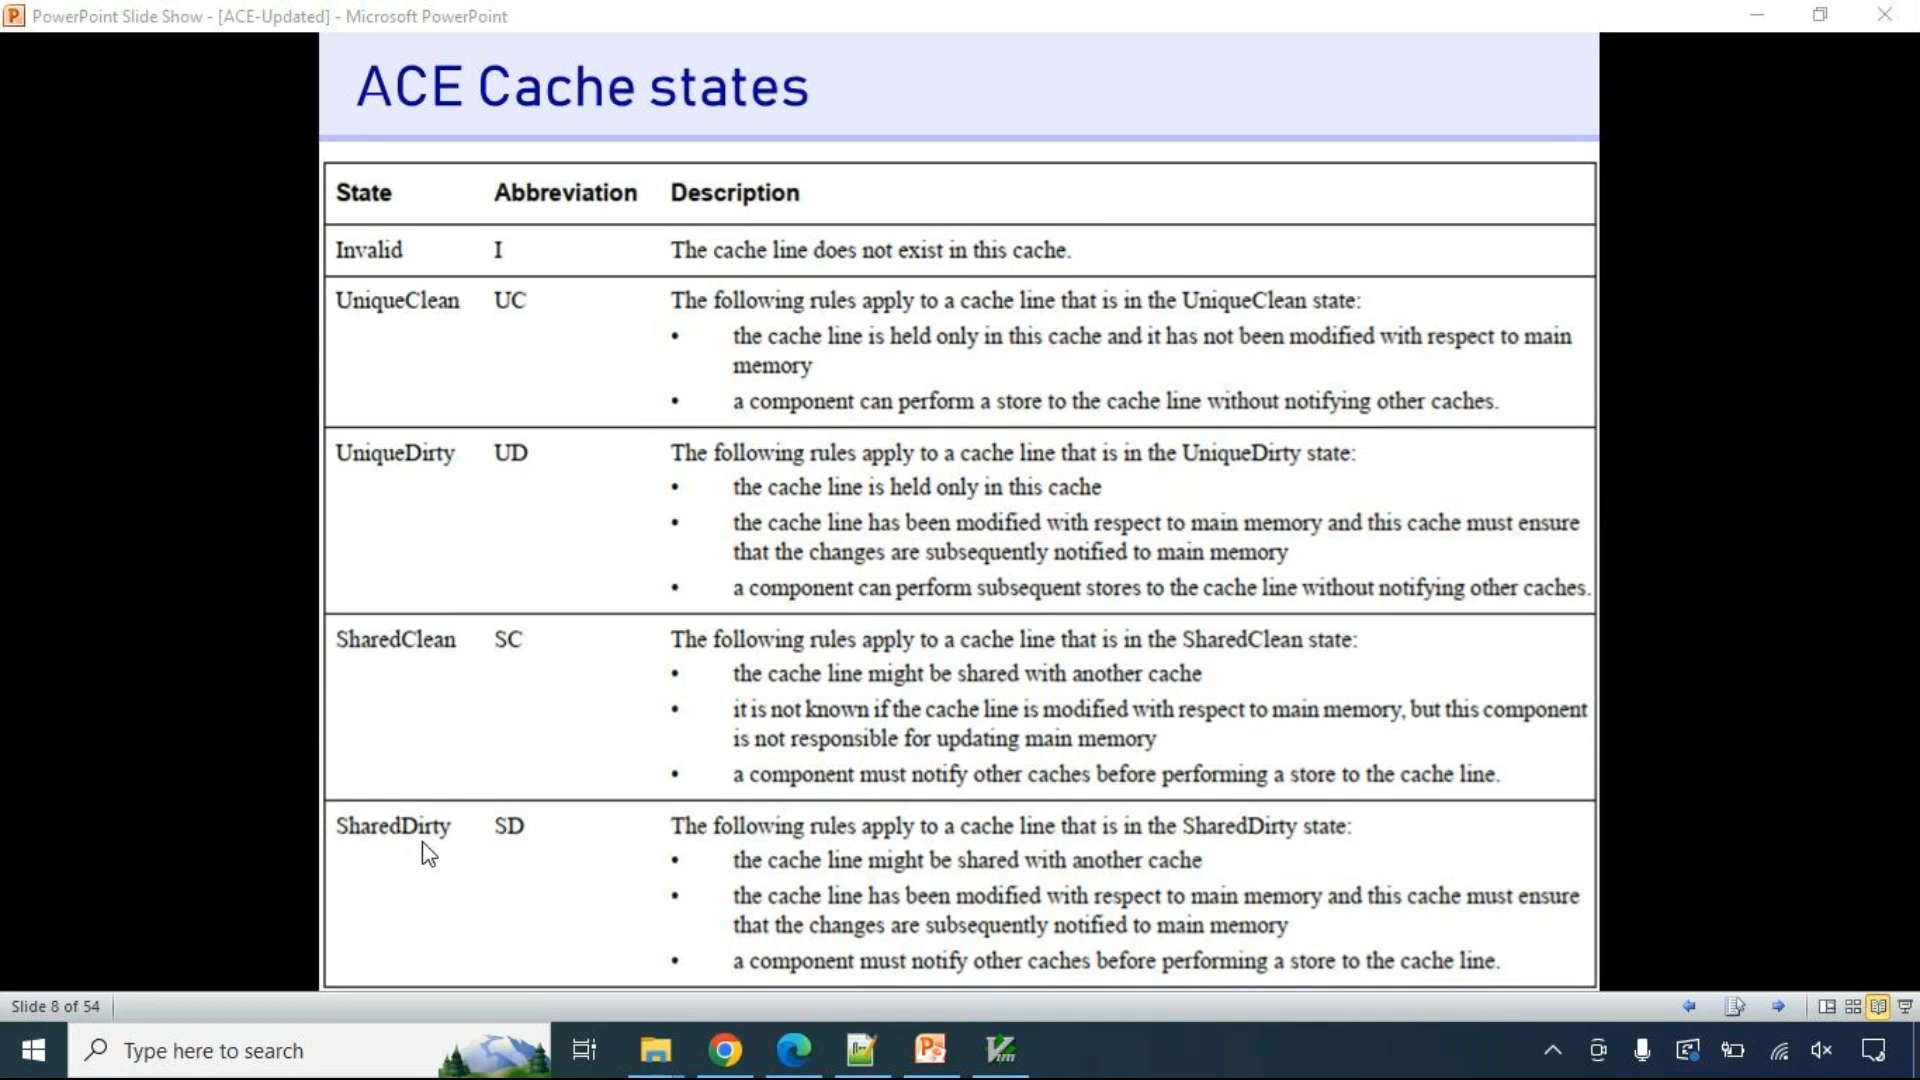 PowerPoint Slide Show - [ACE-Updated] - Microsoft PowerPoint
ACE Cache states
State Abbreviation Description
Invalid I The cache line does not exist in this cache.
UniqueClean UC The following rules apply to a cache line that is in the UniqueClean state:
• the cache line is held only in this cache and it has not been modified with respect to main
memory
• a component can perform a store to the cache line without notifying other caches.
UniqueDirty UD The following rules apply to a cache line that is in the UniqueDirty state:
• the cache line is held only in this cache
• the cache line has been modified with respect to main memory and this cache must ensure
that the changes are subsequently notified to main memory
• a component can perform subsequent stores to the cache line without notifying other caches.
SharedClean SC The following rules apply to a cache line that is in the SharedClean state:
• the cache line might be shared with another cache
• it is not known if the cache line is modified with respect to main memory, but this component
is not responsible for updating main memory
• a component must notify other caches before performing a store to the cache line.
SharedDirty SD The following rules apply to a cache line that is in the SharedDirty state:
• the cache line might be shared with another cache
• the cache line has been modified with respect to main memory and this cache must ensure
that the changes are subsequently notified to main memory
• a component must notify other caches before performing a store to the cache line.
Slide 8 of 54
Type here to search